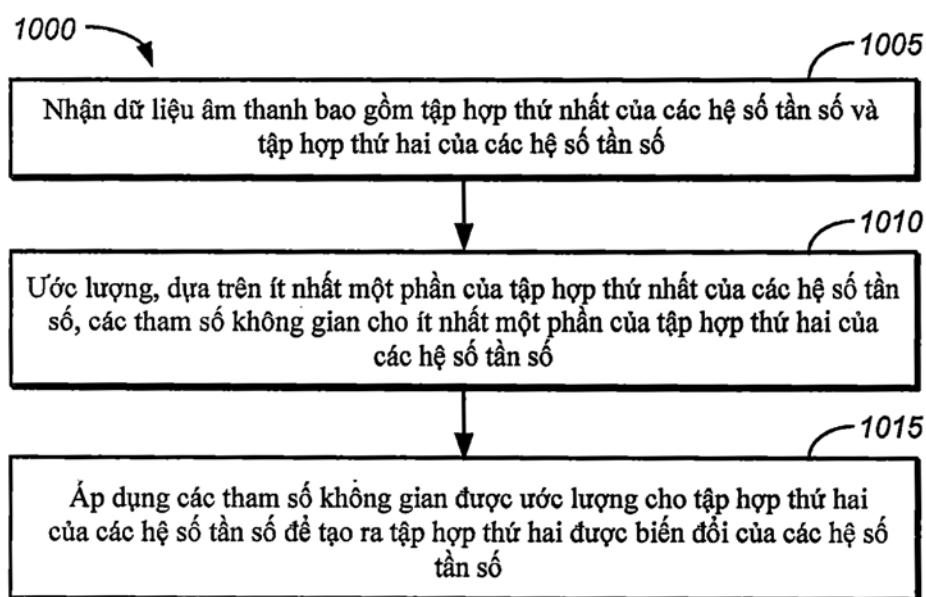 1000
1005
Nhận dữ liệu âm thanh bao gồm tập hợp thứ nhất của các hệ số tần số và
tập hợp thứ hai của các hệ số tần số
1010
Ước lượng, dựa trên ít nhất một phần của tập hợp thứ nhất của các hệ số tần
số, các tham số không gian cho ít nhất một phần của tập hợp thứ hai của
các hệ số tần số
1015
Áp dụng các tham số không gian được ước lượng cho tập hợp thứ hai
của các hệ số tần số để tạo ra tập hợp thứ hai được biến đổi của các hệ số
tần số